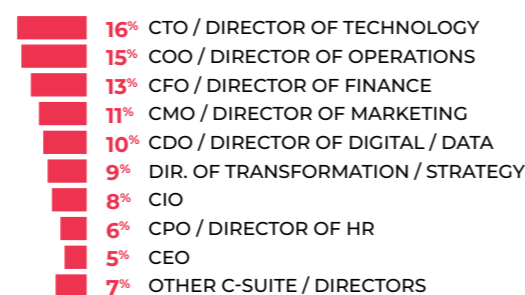 16% CTO / DIRECTOR OF TECHNOLOGY
15% COO / DIRECTOR OF OPERATIONS
13% CFO / DIRECTOR OF FINANCE
11% CMO / DIRECTOR OF MARKETING
10% CDO / DIRECTOR OF DIGITAL / DATA
9% DIR. OF TRANSFORMATION / STRATEGY
8% CIO
6% CPO / DIRECTOR OF HR
5% CEO
7% OTHER C-SUITE / DIRECTORS